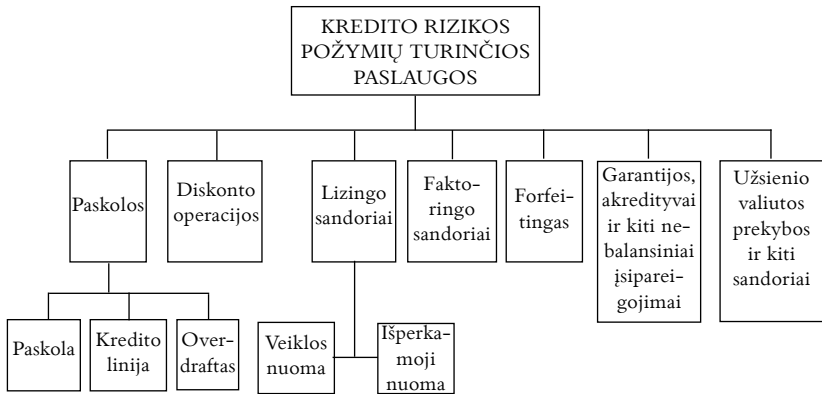 KREDITO RIZIKOS
POŽYMIŲ TURINČIOS
PASLAUGOS
Paskolos
Diskonto
operacijos
Lizingo
sandoriai
Fakto-
ringo
sandoriai
Forfei-
tingas
Garantijos,
akredityvai
ir kiti ne-
balansiniai
įsiparei-
gojimai
Užsienio
valiutos
prekybos
ir kiti
sandoriai
Paskola
Kredito
linija
Over-
draftas
Veiklos
nuoma
Išperka-
moji
nuoma